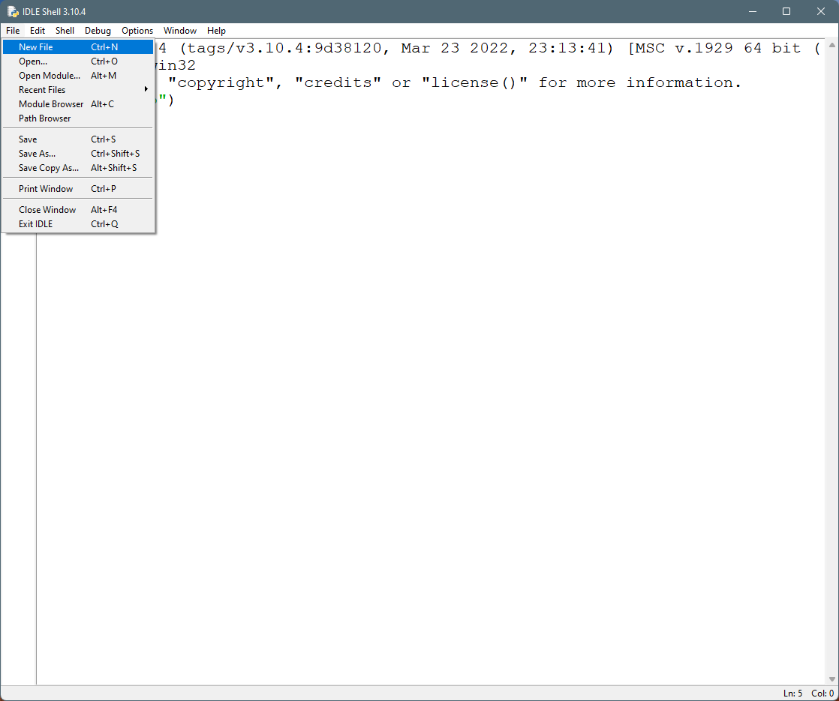 IDLE Shell 3.10.4
File Edit Shell Debug Options Window Help
New File Ctrl+N
Open... Ctrl+O
Open Module... Alt+M
Recent Files
Module Browser Alt+C
Path Browser
Save Ctrl+S
Save As... Ctrl+Shift+S
Save Copy As... Alt+Shift+S
Print Window Ctrl+P
Close Window Alt+F4
Exit IDLE Ctrl+Q
4 (tags/v3.10.4:9d38120, Mar 23 2022, 23:13:41) [MSC v.1929 64 bit (
in32
"copyright", "credits" or "license()" for more information.
")
Ln: 5 Col: 0